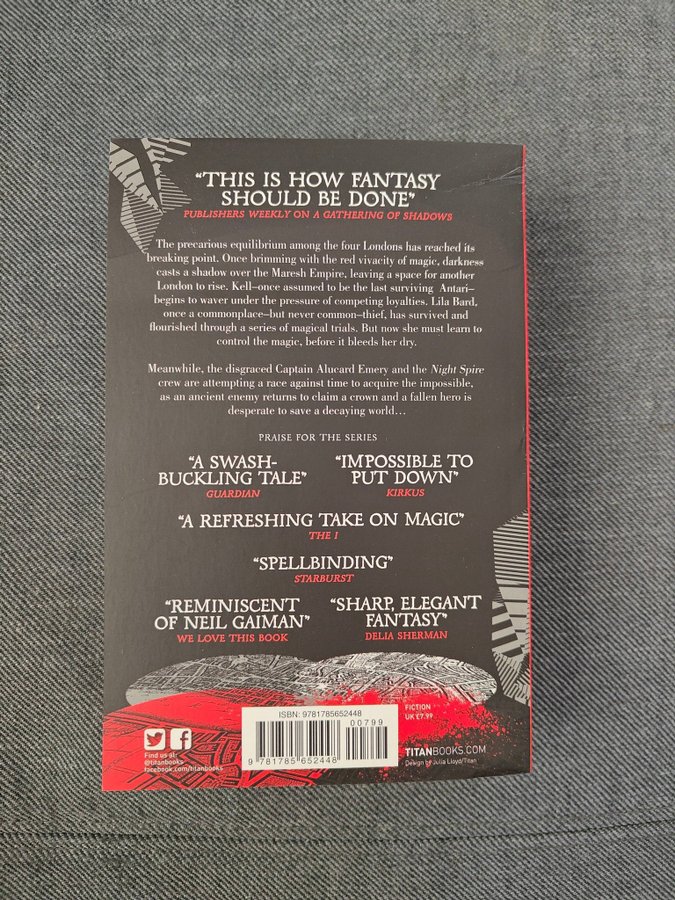 “THIS IS HOW FANTASY
SHOULD BE DONE”
PUBLISHERS WEEKLY ON A GATHERING OF SHADOWS
The precarious equilibrium among the four Londons has reached its
breaking point. Once brimming with the red vivacity of magic, darkness
casts a shadow over the Maresh Empire, leaving a space for another
London to rise. Kell–once assumed to be the last surviving Antari–
begins to waver under the pressure of competing loyalties. Lila Bard,
once a commonplace–but never common–thief, has survived and
flourished through a series of magical trials. But now she must learn to
control the magic, before it bleeds her dry.
Meanwhile, the disgraced Captain Alucard Emery and the Night Spire
crew are attempting a race against time to acquire the impossible,
as an ancient enemy returns to claim a crown and a fallen hero is
desperate to save a decaying world…
PRAISE FOR THE SERIES
“A SWASH-
BUCKLING TALE”
GUARDIAN
“IMPOSSIBLE TO
PUT DOWN”
KIRKUS
“A REFRESHING TAKE ON MAGIC”
THE I
“SPELLBINDING”
STARBURST
“REMINISCENT
OF NEIL GAIMAN”
WE LOVE THIS BOOK
“SHARP, ELEGANT
FANTASY”
DELIA SHERMAN
Find us at:
@titanbooks
facebook.com/titanbooks
ISBN: 9781785652448
00799
9 781785 652448
FICTION
UK £7.99
TITANBOOKS.COM
Design by Julia Lloyd/Titan